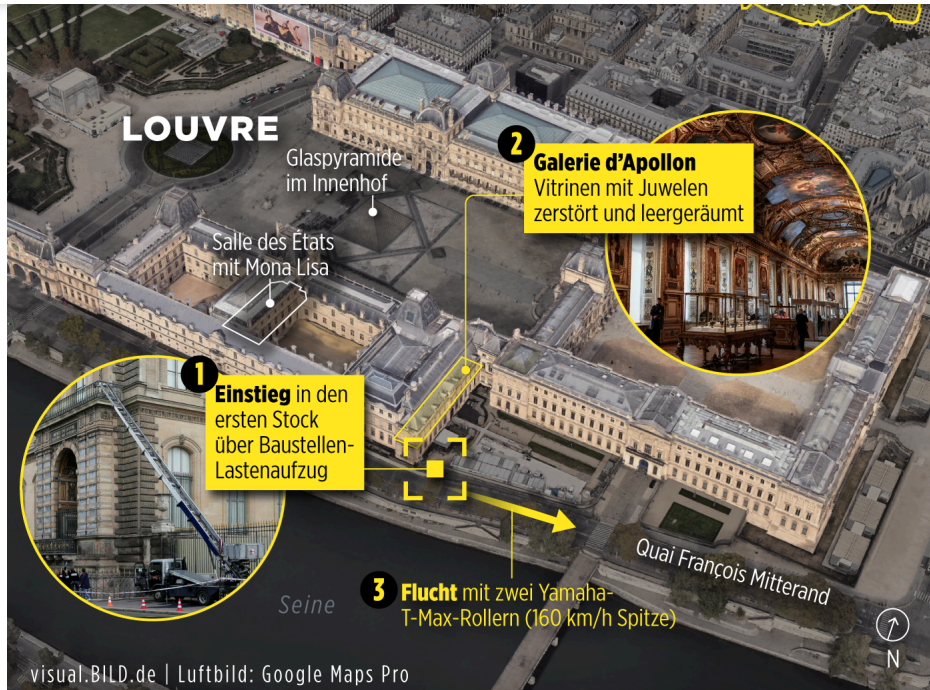 LOUVRE
Glaspyramide
im Innenhof
Salle des États
mit Mona Lisa
1
Einstieg in den
ersten Stock
über Baustellen-
Lastenaufzug
2
Galerie d'Apollon
Vitrinen mit Juwelen
zerstört und leergeräumt
3
Flucht mit zwei Yamaha-
T-Max-Rollern (160 km/h Spitze)
Quai François Mitterand
Seine
N
visual.BILD.de | Luftbild: Google Maps Pro